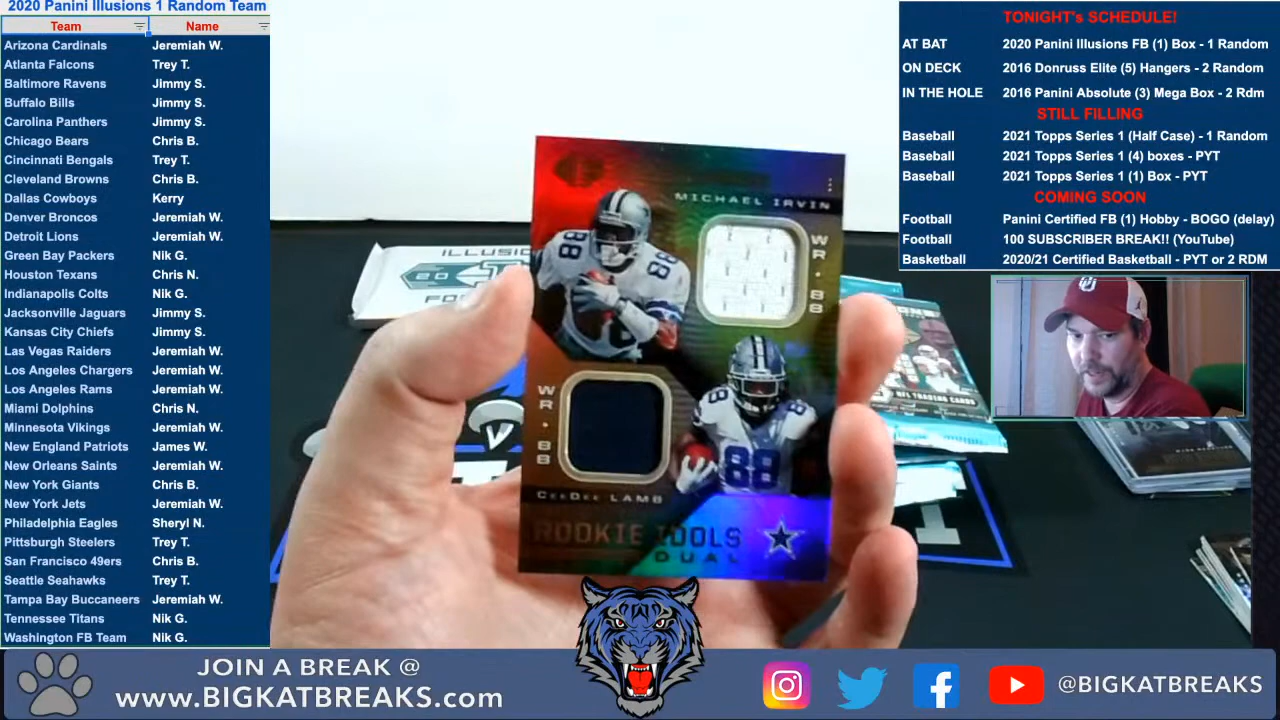 2020 Panini Illusions 1 Random Team
Team Name
Arizona Cardinals Jeremiah W.
Atlanta Falcons Trey T.
Baltimore Ravens Jimmy S.
Buffalo Bills Jimmy S.
Carolina Panthers Jimmy S.
Chicago Bears Chris B.
Cincinnati Bengals Trey T.
Cleveland Browns Chris B.
Dallas Cowboys Kerry
Denver Broncos Jeremiah W.
Detroit Lions Jeremiah W.
Green Bay Packers Nik G.
Houston Texans Chris N.
Indianapolis Colts Nik G.
Jacksonville Jaguars Jimmy S.
Kansas City Chiefs Jimmy S.
Las Vegas Raiders Jeremiah W.
Los Angeles Chargers Jeremiah W.
Los Angeles Rams Jeremiah W.
Miami Dolphins Chris N.
Minnesota Vikings Jeremiah W.
New England Patriots James W.
New Orleans Saints Jeremiah W.
New York Giants Chris B.
New York Jets Jeremiah W.
Philadelphia Eagles Sheryl N.
Pittsburgh Steelers Trey T.
San Francisco 49ers Chris B.
Seattle Seahawks Trey T.
Tampa Bay Buccaneers Jeremiah W.
Tennessee Titans Nik G.
Washington FB Team Nik G.
MICHAEL IRVIN
WR · 88
88
88
ILLUSI
20
FO
WR · 88
88
88
CEEDEE LAMB
ROOKIE IDOLS
DUAL
TONIGHT's SCHEDULE!
AT BAT 2020 Panini Illusions FB (1) Box - 1 Random
ON DECK 2016 Donruss Elite (5) Hangers - 2 Random
IN THE HOLE 2016 Panini Absolute (3) Mega Box - 2 Rdm
STILL FILLING
Baseball 2021 Topps Series 1 (Half Case) - 1 Random
Baseball 2021 Topps Series 1 (4) boxes - PYT
Baseball 2021 Topps Series 1 (1) Box - PYT
COMING SOON
Football Panini Certified FB (1) Hobby - BOGO (delay)
Football 100 SUBSCRIBER BREAK!! (YouTube)
Basketball 2020/21 Certified Basketball - PYT or 2 RDM
NFL TRADING CARDS
JOIN A BREAK @
www.BIGKATBREAKS.com
@BIGKATBREAKS